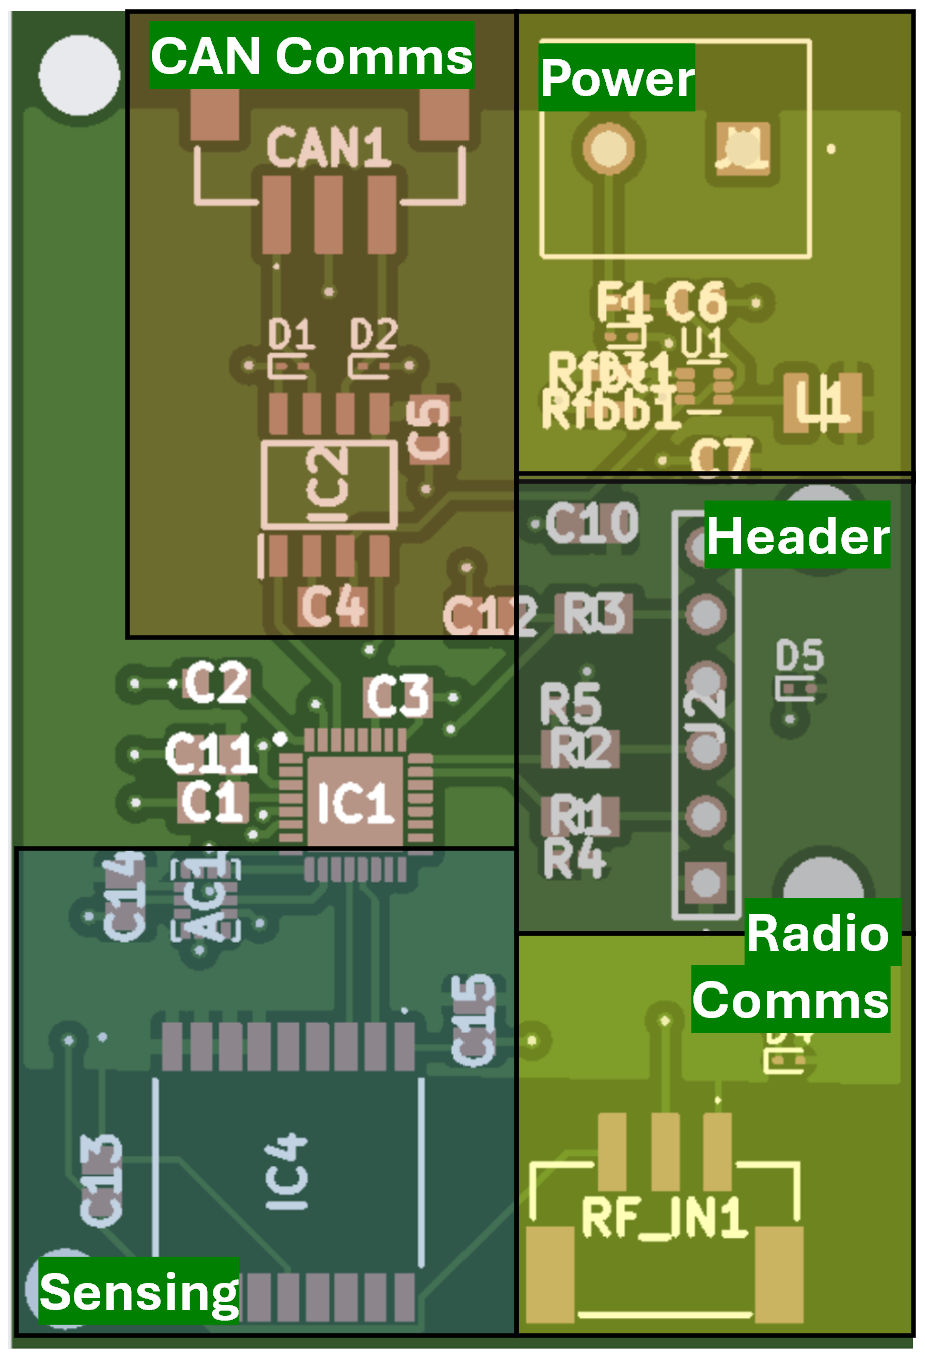 CAN Comms
Power
CAN1
J1
F1 C6
D1 D2
U1
Rfbt1
Rfbb1
L1
C5
IC2
C7
C10
Header
C4
C12
R3
D5
C2
C3
R5
J2
R2
C11
C1
IC1
R1
R4
C14
AC1
Radio
Comms
C15
IC4
C13
RF_IN1
Sensing